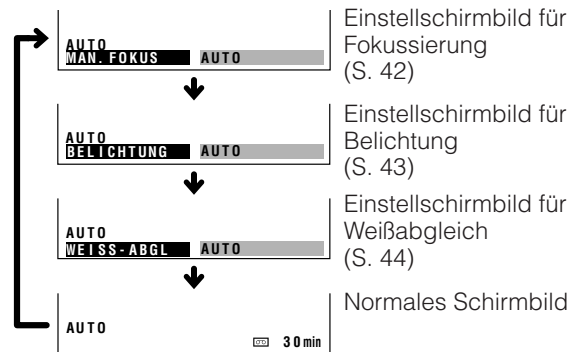 AUTO
MAN. FOKUS AUTO
Einstellschirmbild für
Fokussierung
(S. 42)
AUTO
BELICHTUNG AUTO
Einstellschirmbild für
Belichtung
(S. 43)
AUTO
WEISS-ABGL AUTO
Einstellschirmbild für
Weißabgleich
(S. 44)
AUTO
30min
Normales Schirmbild